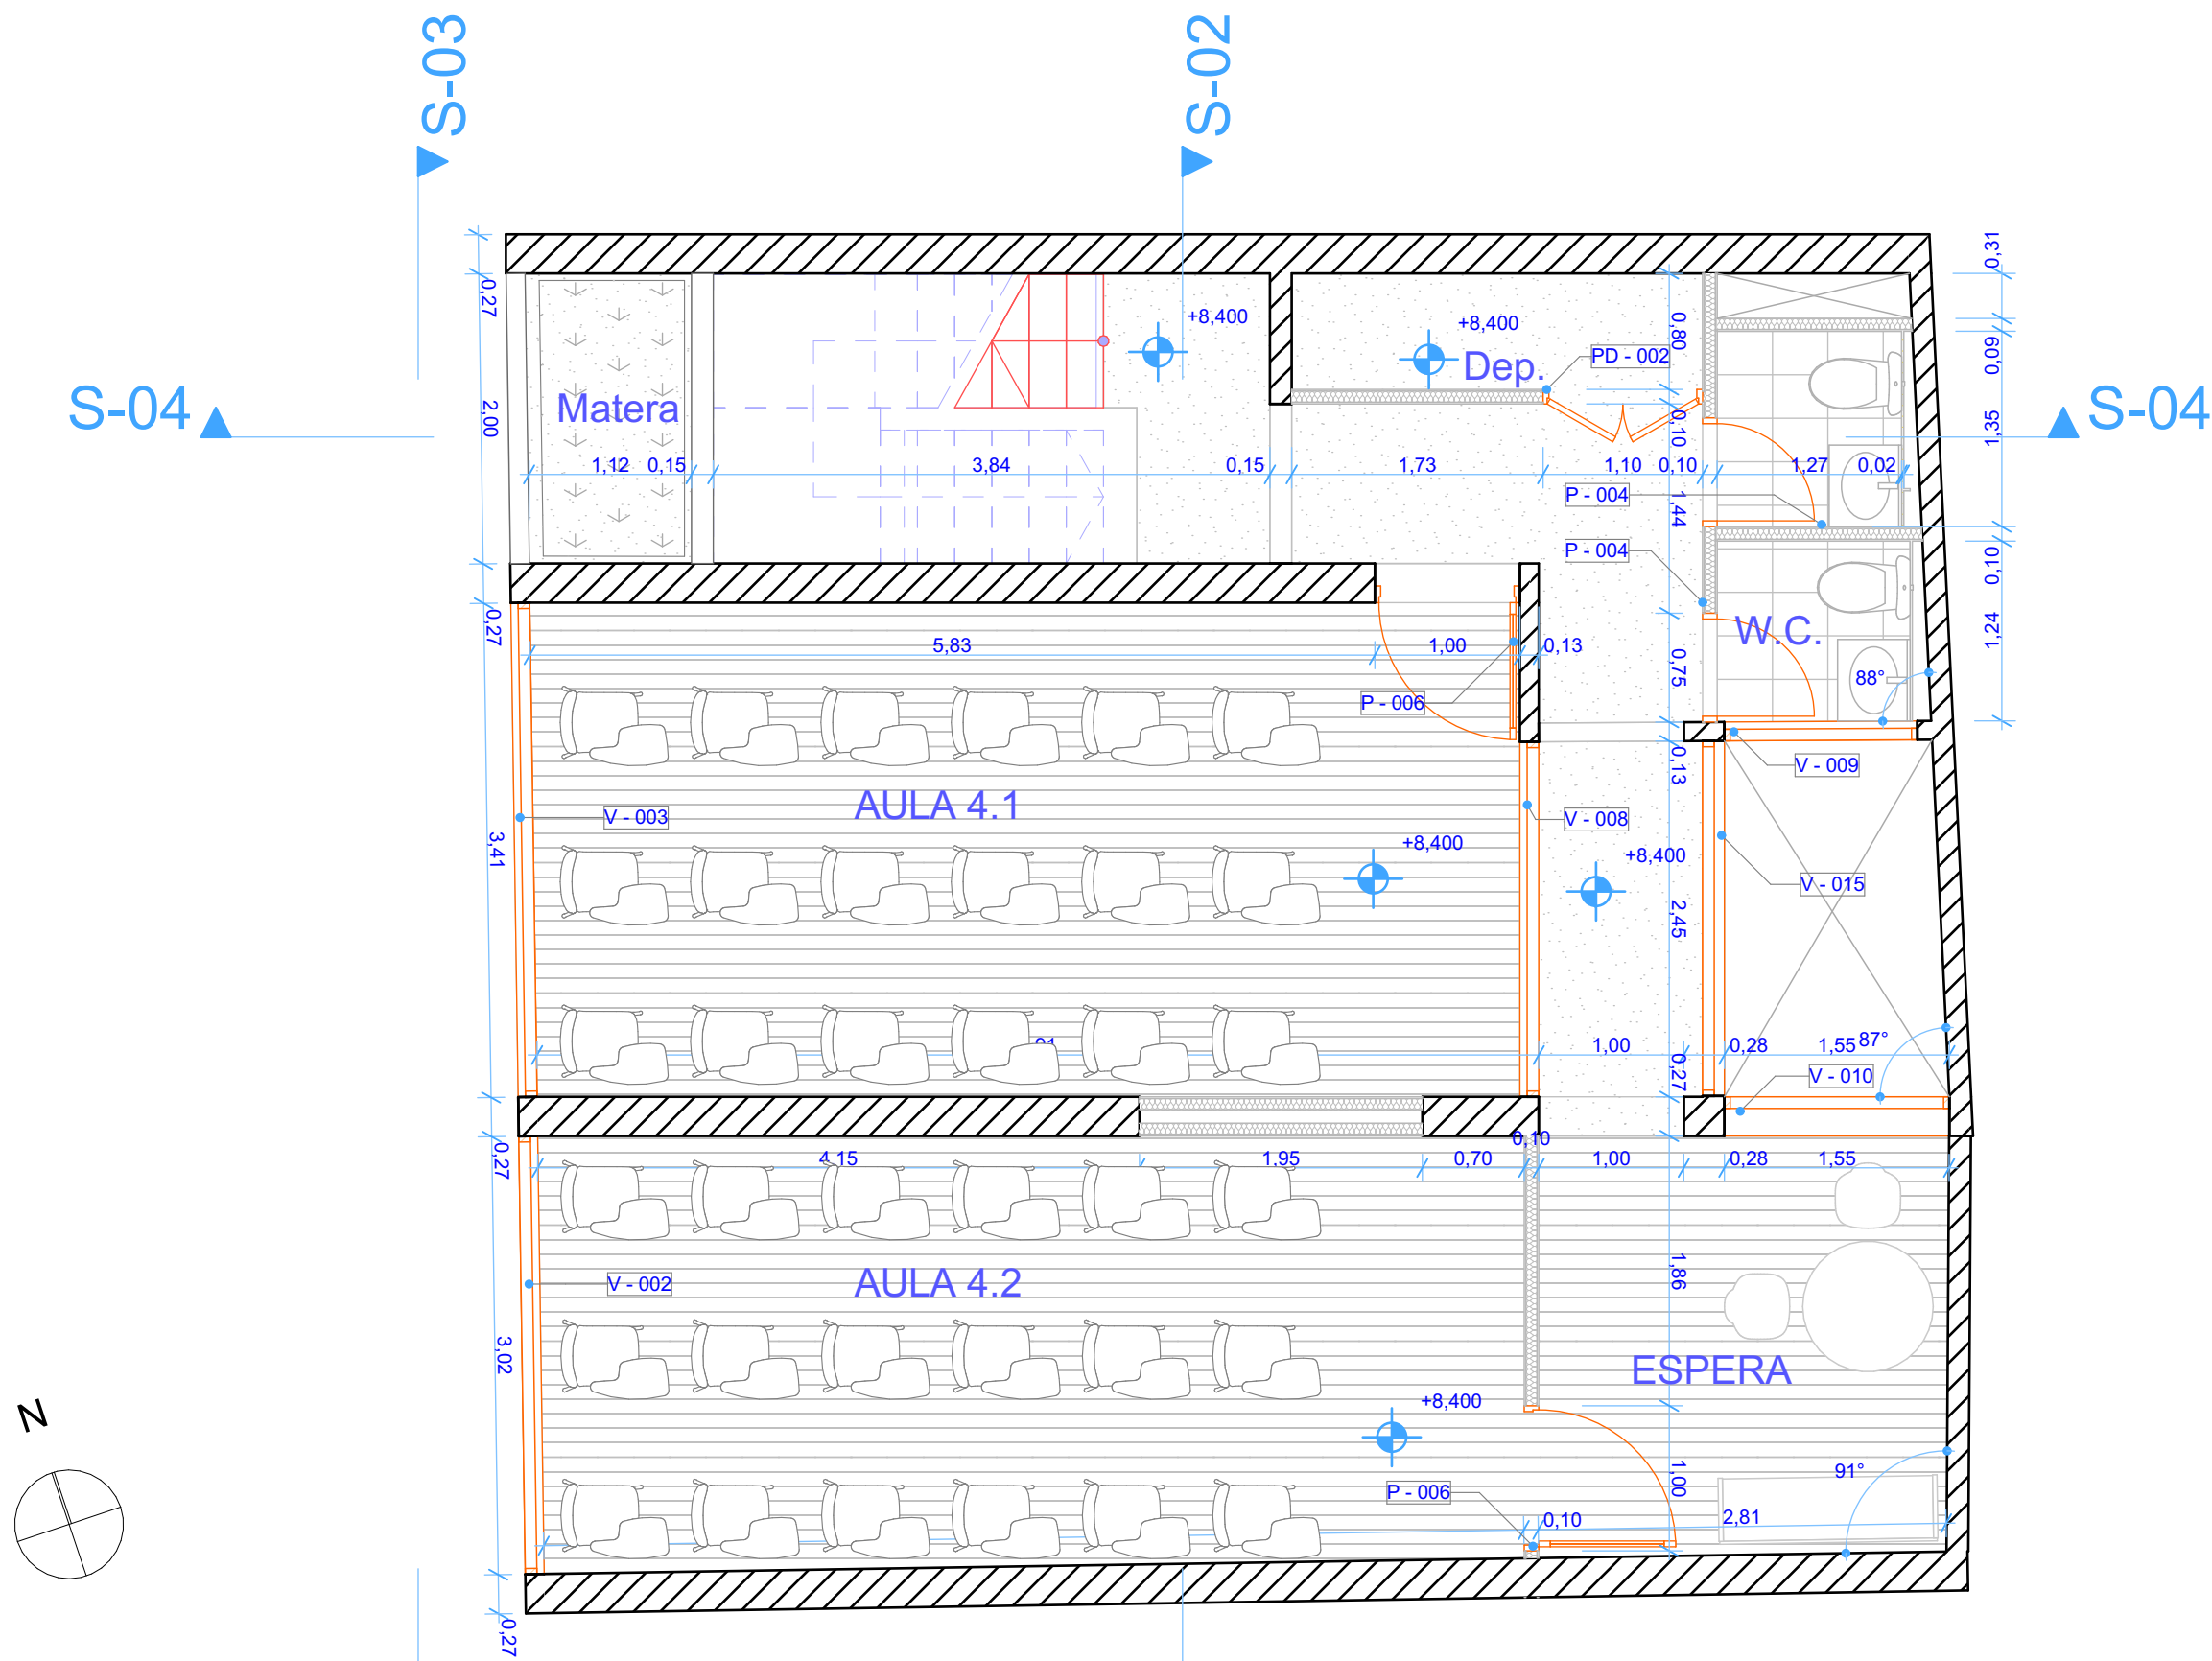 S-03
S-02
0,31
+8,400
+8,400
0,27
0,80
0,09
PD - 002
Dep.
S-04
Matera
2,00
0,10
1,35
S-04
1,12
0,15
3,84
0,15
1,73
1,10
0,10
1,27
0,02
P - 004
1,44
P - 004
0,10
0,27
W.C.
1,24
5,83
1,00
0,13
0,75
88°
P - 006
0,13
V - 009
AULA 4.1
V - 003
V - 008
3,41
+8,400
+8,400
V - 015
2,45
1,00
0,28
1,55
87°
0,27
V - 010
0,10
0,27
4,15
1,95
0,70
1,00
0,28
1,55
AULA 4.2
V - 002
1,86
3,02
ESPERA
N
+8,400
91°
1,00
P - 006
0,10
2,81
0,27